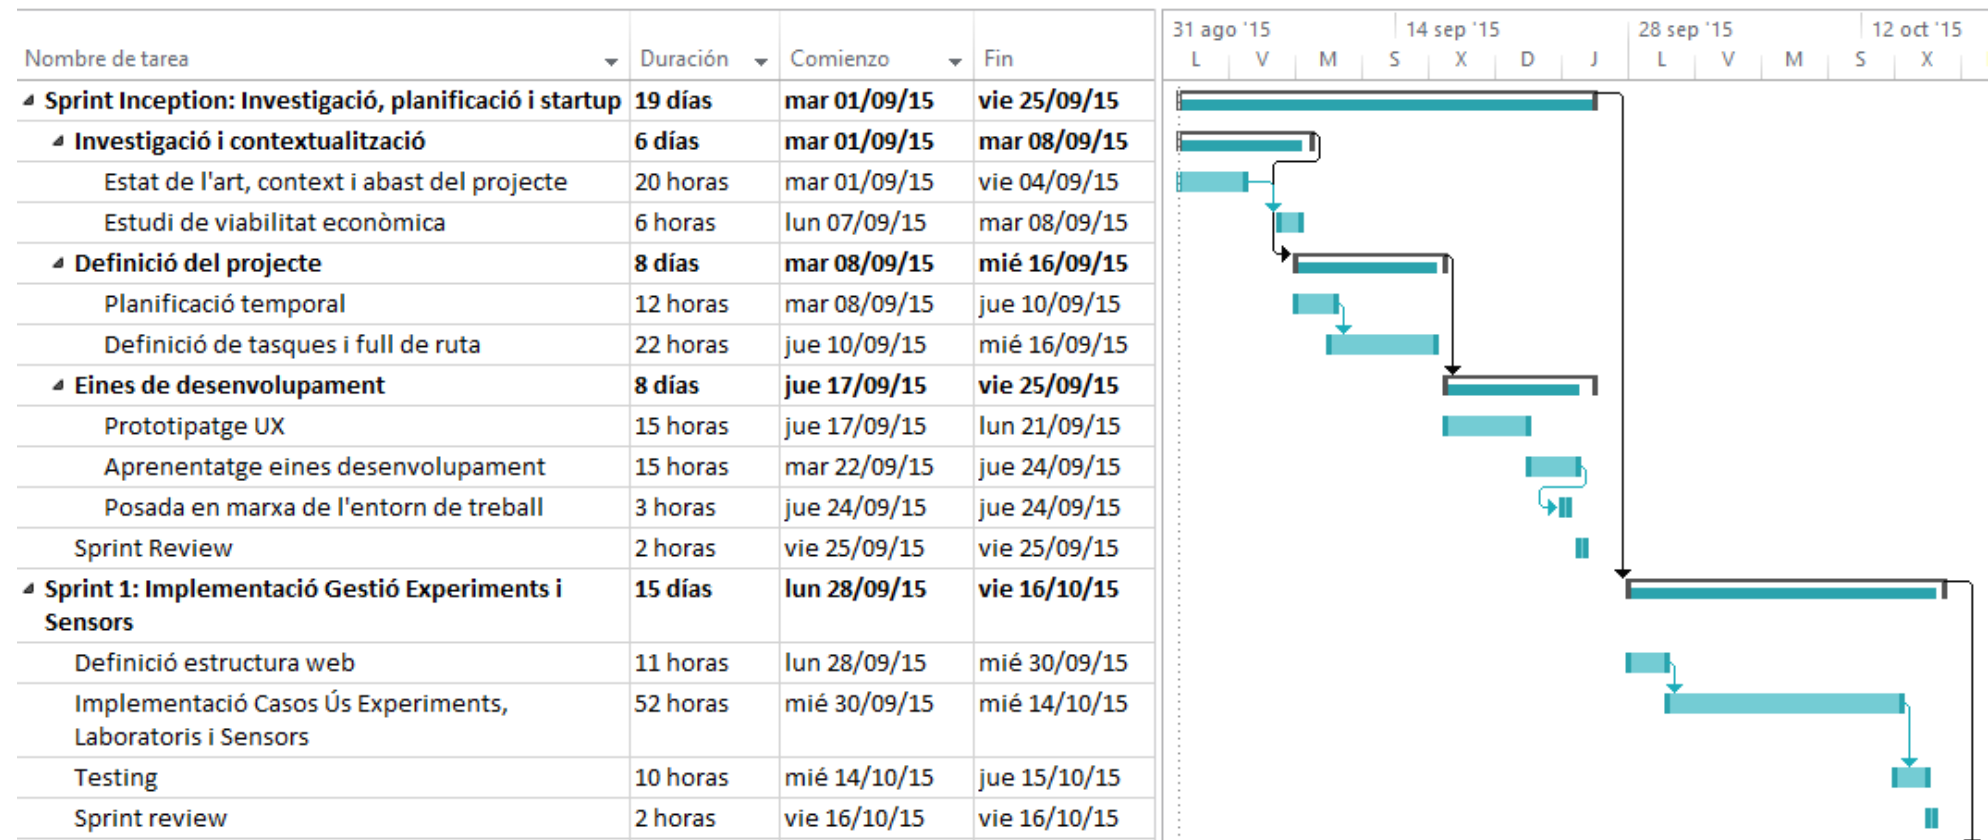 31 ago '15 14 sep '15 28 sep '15 12 oct '15
Nombre de tarea Duración Comienzo Fin L V M S X D J L V M S X
Sprint Inception: Investigació, planificació i startup 19 días mar 01/09/15 vie 25/09/15
Investigació i contextualització 6 días mar 01/09/15 mar 08/09/15
Estat de l'art, context i abast del projecte 20 horas mar 01/09/15 vie 04/09/15
Estudi de viabilitat econòmica 6 horas lun 07/09/15 mar 08/09/15
Definició del projecte 8 días mar 08/09/15 mié 16/09/15
Planificació temporal 12 horas mar 08/09/15 jue 10/09/15
Definició de tasques i full de ruta 22 horas jue 10/09/15 mié 16/09/15
Eines de desenvolupament 8 días jue 17/09/15 vie 25/09/15
Prototipatge UX 15 horas jue 17/09/15 lun 21/09/15
Aprenentatge eines desenvolupament 15 horas mar 22/09/15 jue 24/09/15
Posada en marxa de l'entorn de treball 3 horas jue 24/09/15 jue 24/09/15
Sprint Review 2 horas vie 25/09/15 vie 25/09/15
Sprint 1: Implementació Gestió Experiments i 15 días lun 28/09/15 vie 16/10/15
Sensors
Definició estructura web 11 horas lun 28/09/15 mié 30/09/15
Implementació Casos Ús Experiments, 52 horas mié 30/09/15 mié 14/10/15
Laboratoris i Sensors
Testing 10 horas mié 14/10/15 jue 15/10/15
Sprint review 2 horas vie 16/10/15 vie 16/10/15